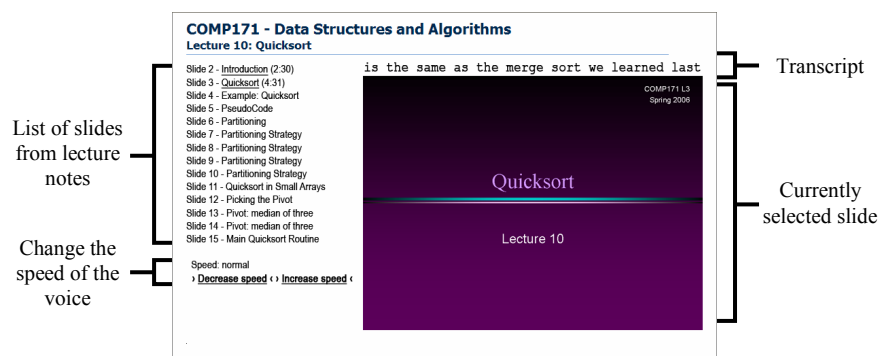 COMP171 - Data Structures and Algorithms
Lecture 10: Quicksort
is the same as the merge sort we learned last
Slide 2 - Introduction (2:30)
Slide 3 - Quicksort (4:31)
Slide 4 - Example: Quicksort
Slide 5 - PseudoCode
Slide 6 - Partitioning
Slide 7 - Partitioning Strategy
Slide 8 - Partitioning Strategy
Slide 9 - Partitioning Strategy
Slide 10 - Partitioning Strategy
Slide 11 - Quicksort in Small Arrays
Slide 12 - Picking the Pivot
Slide 13 - Pivot: median of three
Slide 14 - Pivot: median of three
Slide 15 - Main Quicksort Routine
Speed: normal
› Decrease speed ‹ › Increase speed ‹
COMP171 L3
Spring 2006
Quicksort
Lecture 10
List of slides
from lecture
notes
Change the
speed of the
voice
Transcript
Currently
selected slide